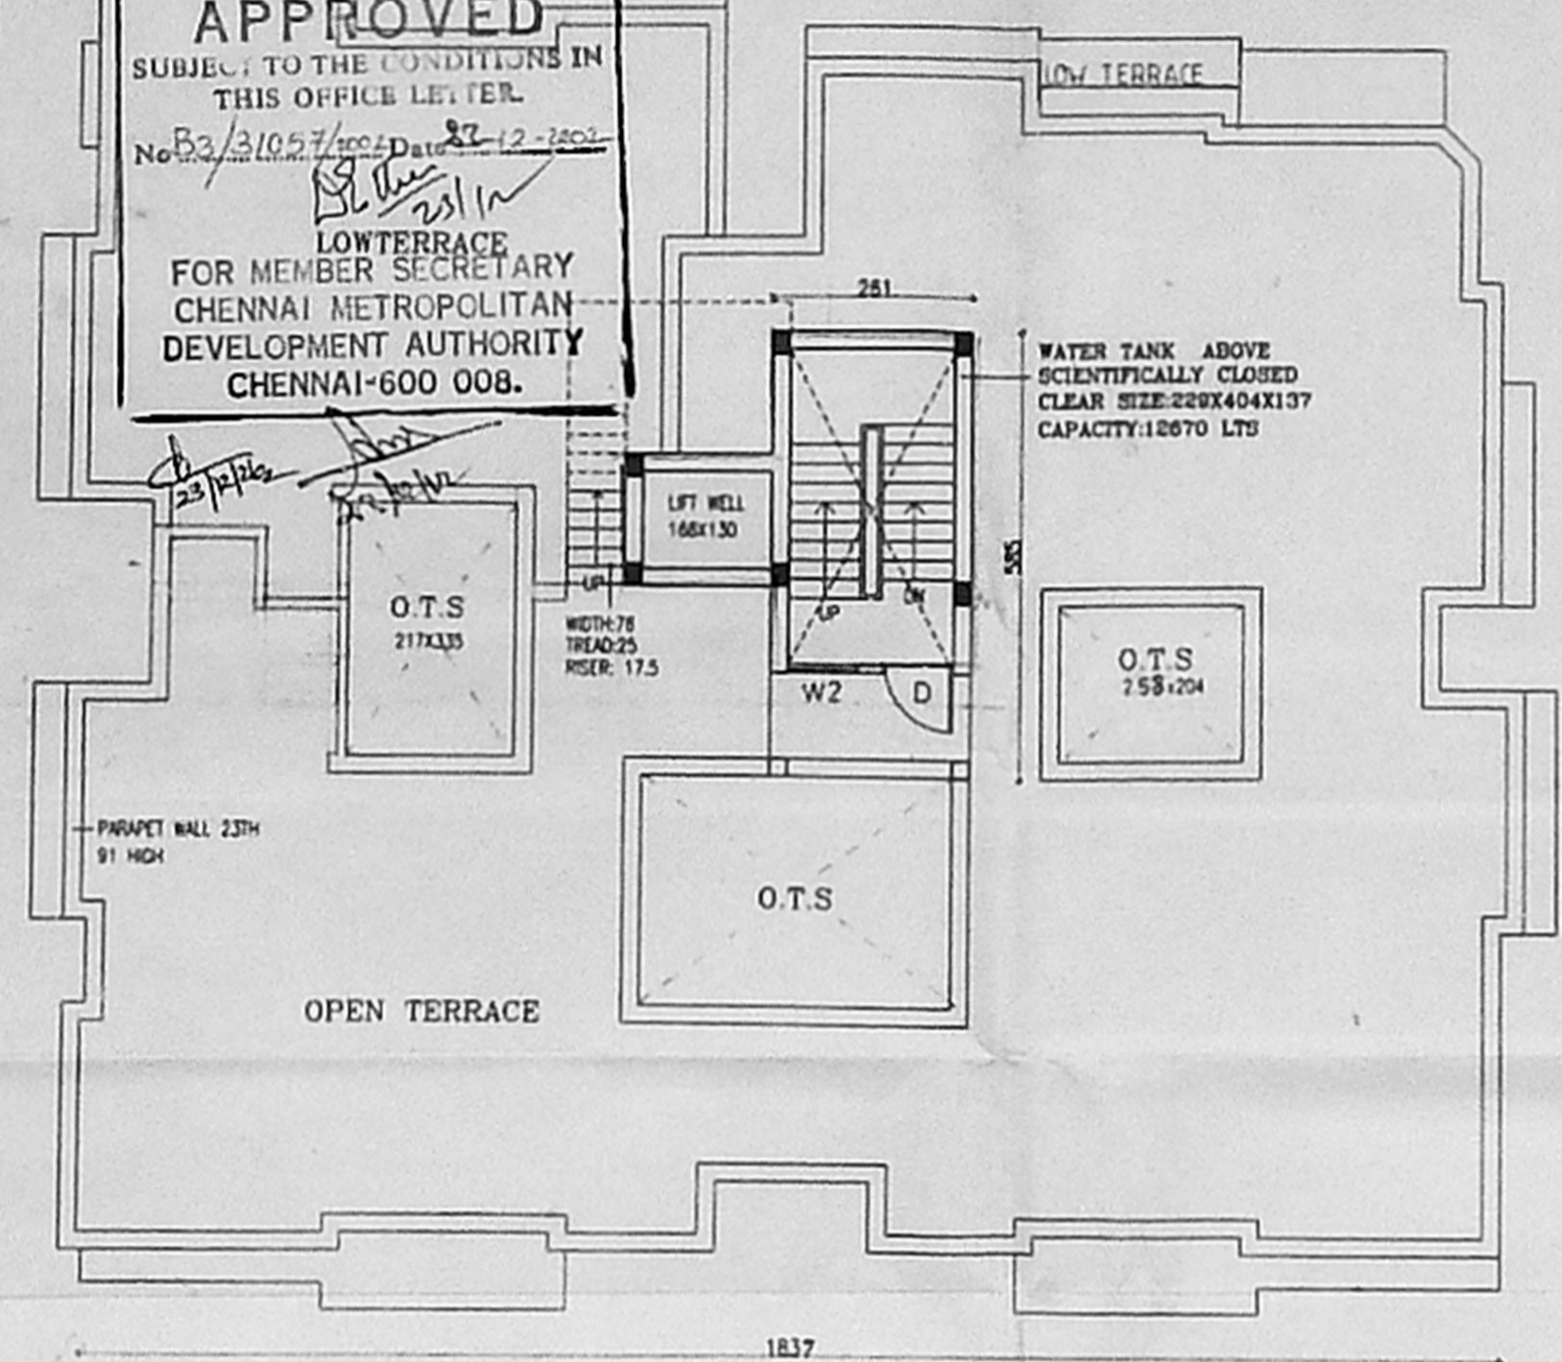 APPROVED
SUBJECT TO THE CONDITIONS IN
THIS OFFICE LETTER.
No B3/31057/2002 Date -12-2002
23/12
LOWTERRACE
FOR MEMBER SECRETARY
CHENNAI METROPOLITAN
DEVELOPMENT AUTHORITY
CHENNAI-600 008.
23/12/2002
LOW TERRACE
261
WATER TANK ABOVE
SCIENTIFICALLY CLOSED
CLEAR SIZE:229X404X137
CAPACITY:12670 LTS
585
LIFT WELL
168X130
UP
UP
DN
WIDTH:76
TREAD:25
RISER: 17.5
O.T.S
217X335
O.T.S
2.58x204
W2
D
PARAPET WALL 23TH
91 HIGH
O.T.S
OPEN TERRACE
1837